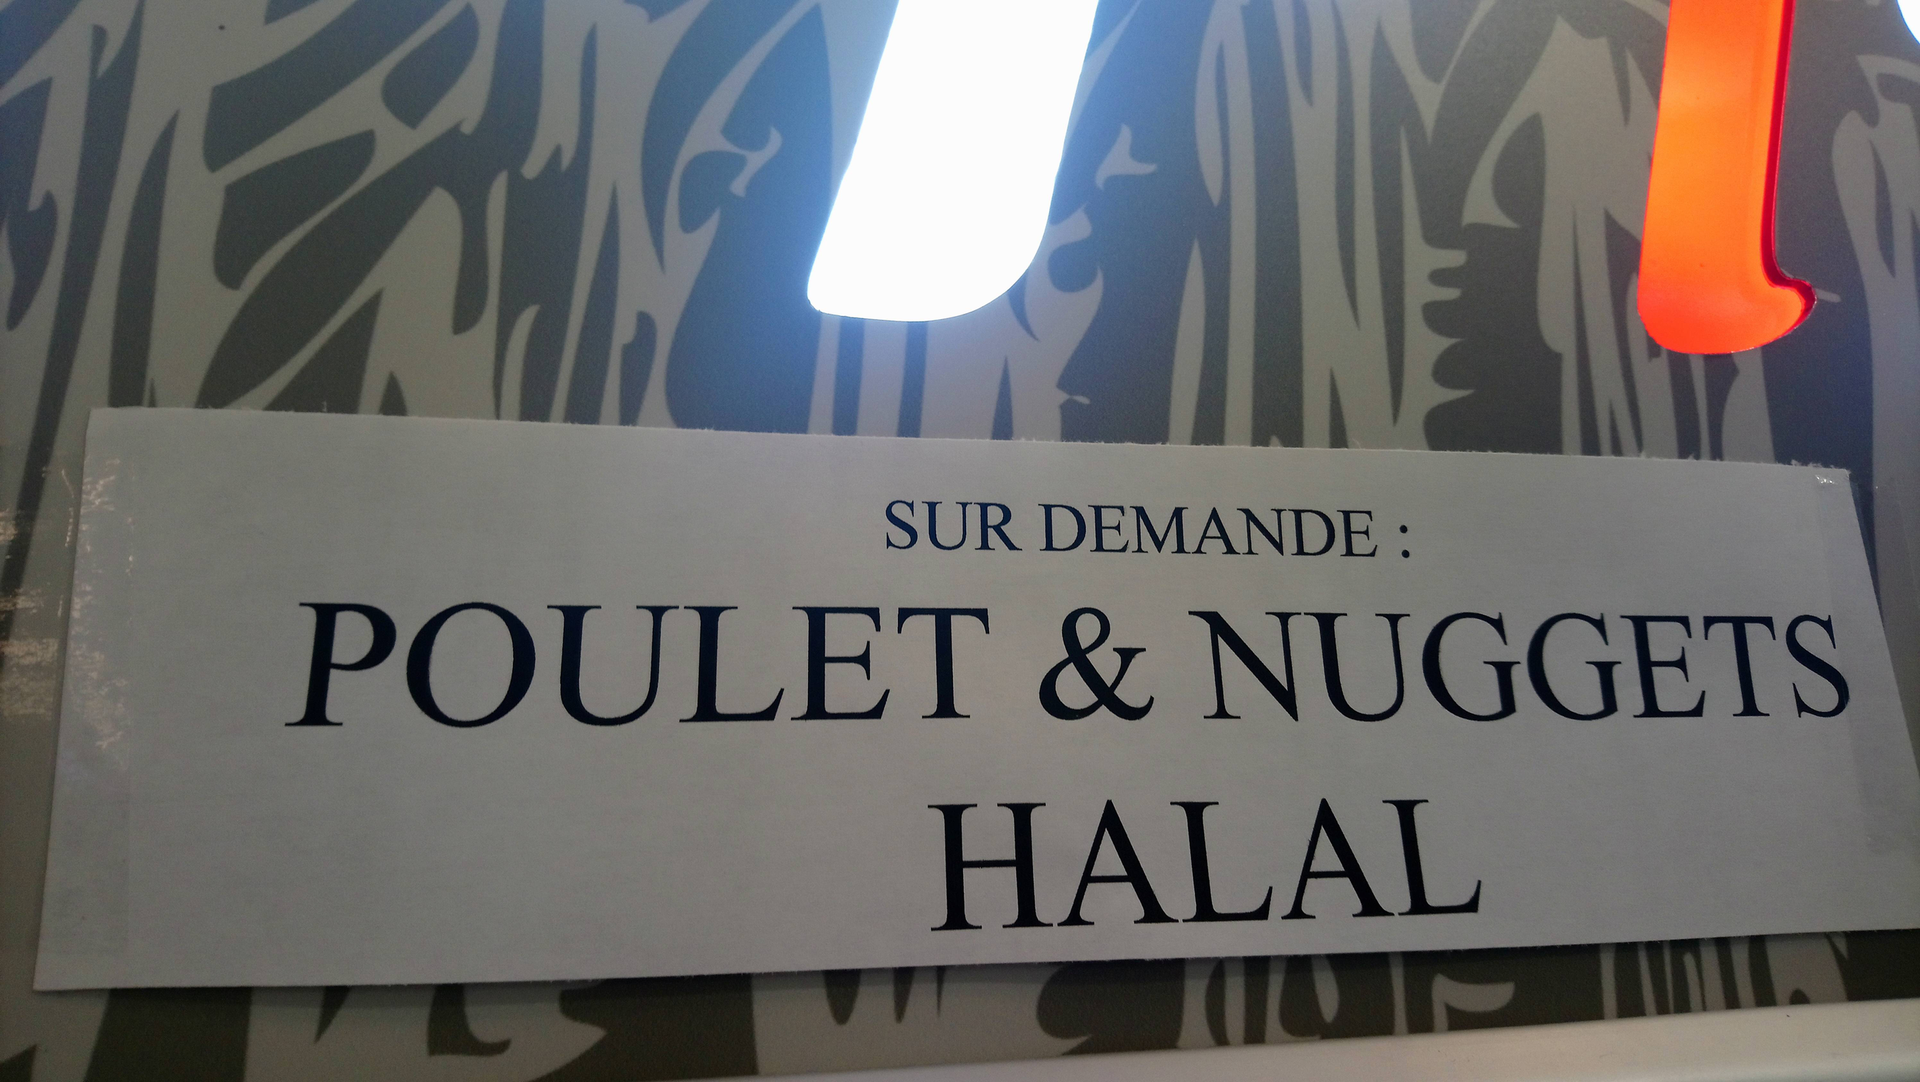 SUR DEMANDE :
POULET & NUGGETS
HALAL